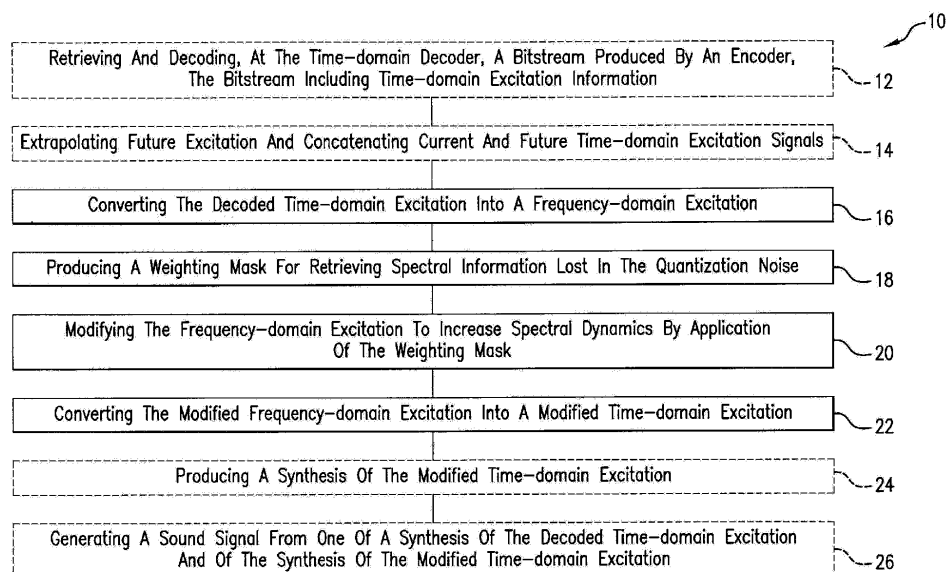 10
Retrieving And Decoding, At The Time-domain Decoder, A Bitstream Produced By An Encoder,
The Bitstream Including Time-domain Excitation Information
12
Extrapolating Future Excitation And Concatenating Current And Future Time-domain Excitation Signals
14
Converting The Decoded Time-domain Excitation Into A Frequency-domain Excitation
16
Producing A Weighting Mask For Retrieving Spectral Information Lost In The Quantization Noise
18
Modifying The Frequency-domain Excitation To Increase Spectral Dynamics By Application
Of The Weighting Mask
20
Converting The Modified Frequency-domain Excitation Into A Modified Time-domain Excitation
22
Producing A Synthesis Of The Modified Time-domain Excitation
24
Generating A Sound Signal From One Of A Synthesis Of The Decoded Time-domain Excitation
And Of The Synthesis Of The Modified Time-domain Excitation
26